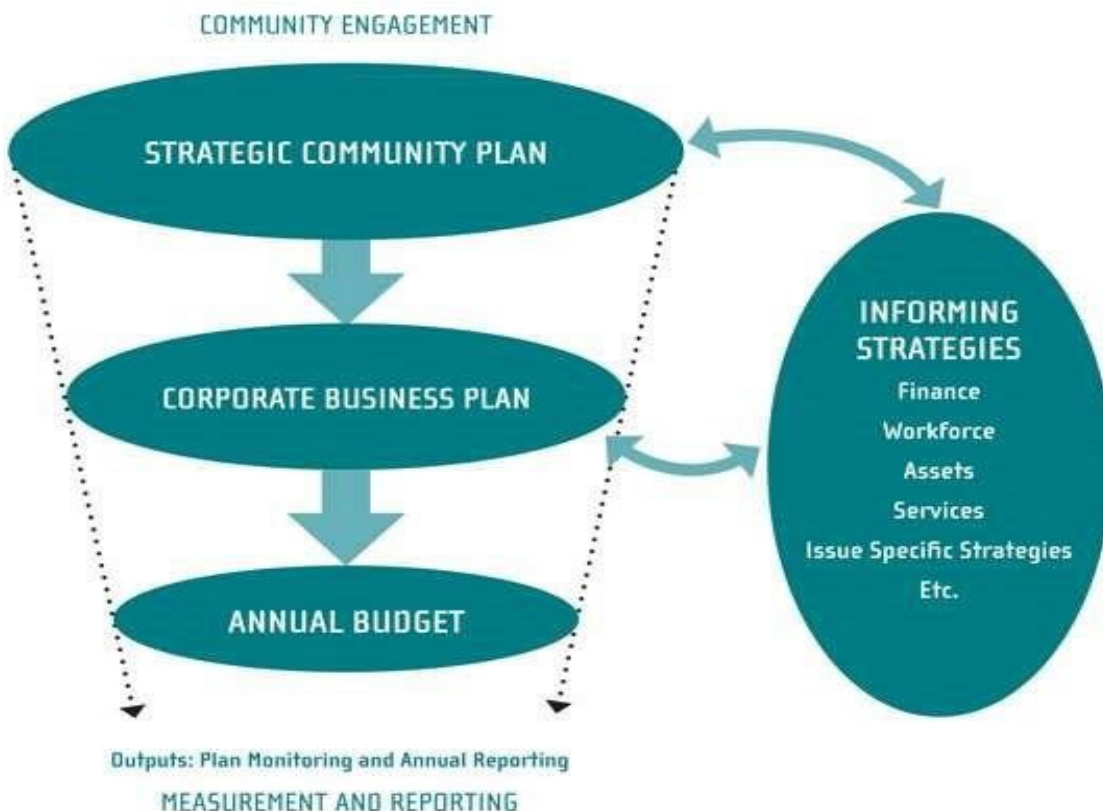 COMMUNITY ENGAGEMENT
STRATEGIC COMMUNITY PLAN
CORPORATE BUSINESS PLAN
ANNUAL BUDGET
INFORMING
STRATEGIES
Finance
Workforce
Assets
Services
Issue Specific Strategies
Etc.
Outputs: Plan Monitoring and Annual Reporting
MEASUREMENT AND REPORTING